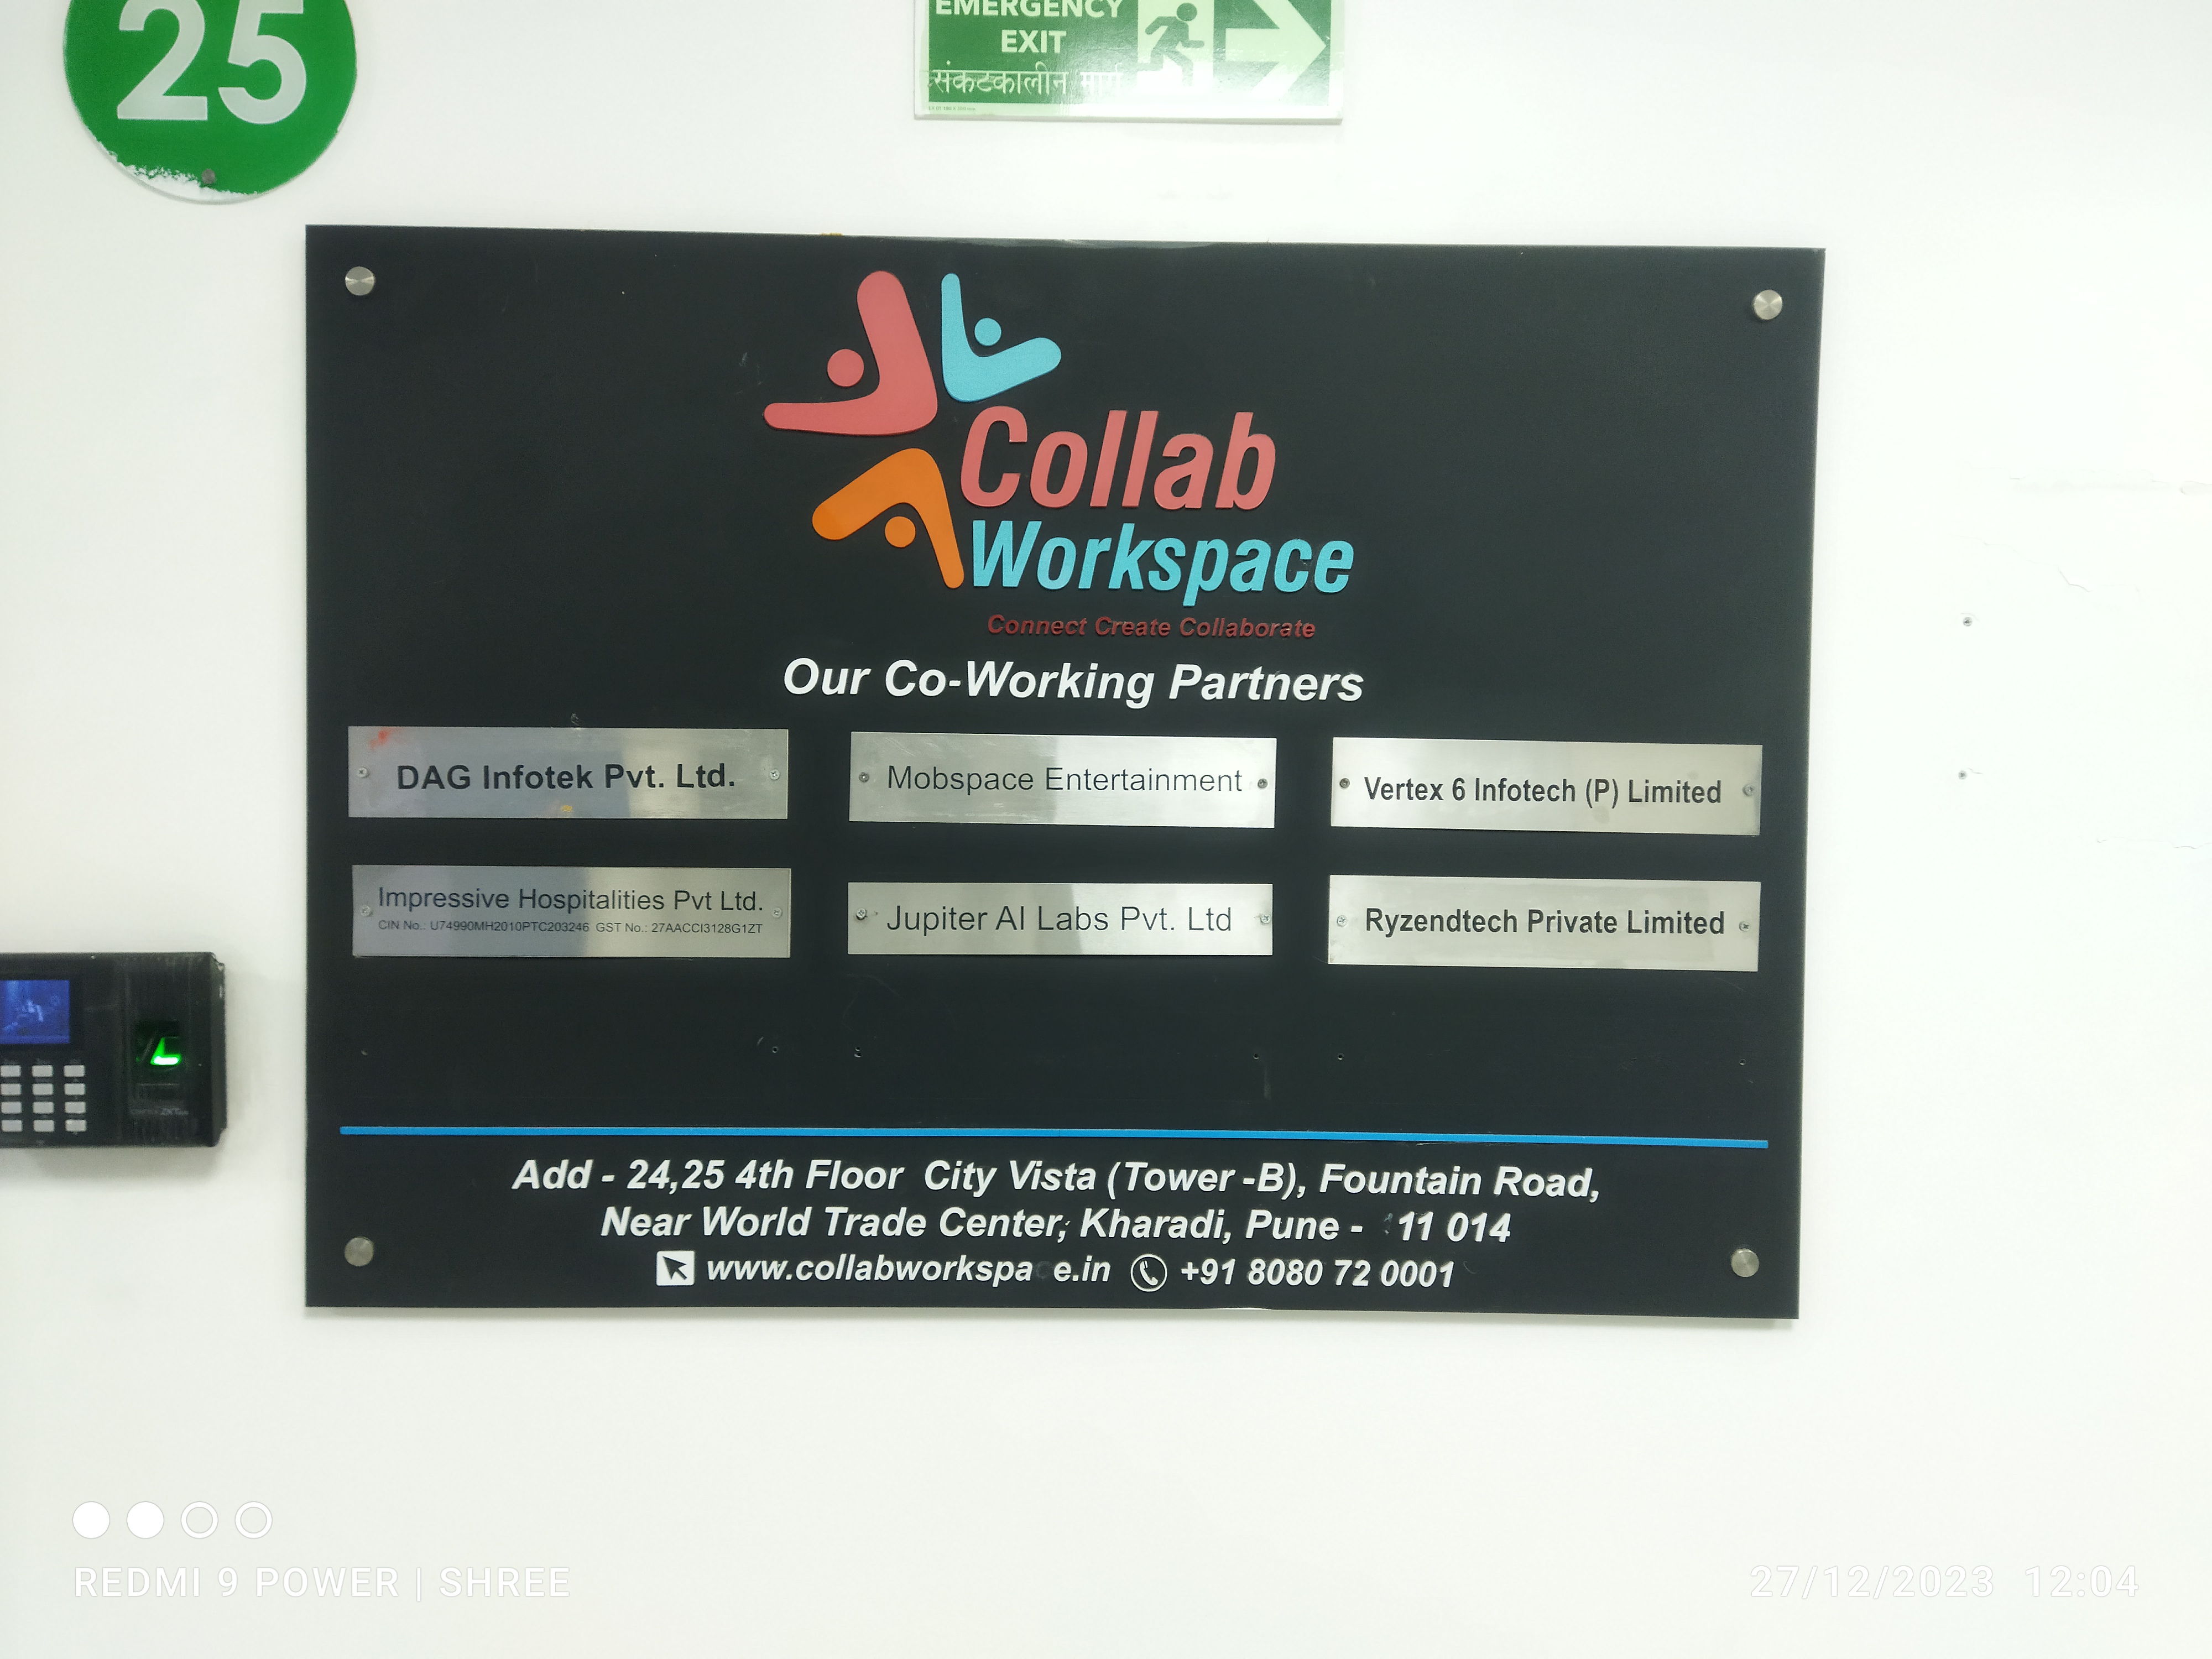 25
EMERGENCY
EXIT
संकटकालीन मार्ग
Collab
Workspace
Connect Create Collaborate
Our Co-Working Partners
DAG Infotek Pvt. Ltd.
Mobspace Entertainment
Vertex 6 Infotech (P) Limited
Impressive Hospitalities Pvt Ltd.
CIN No.: U74990MH2010PTC203246 GST No.: 27AACCI3128G1ZT
Jupiter AI Labs Pvt. Ltd
Ryzendtech Private Limited
Add - 24,25 4th Floor City Vista (Tower -B), Fountain Road,
Near World Trade Center, Kharadi, Pune - 11 014
www.collabworkspa e.in +91 8080 72 0001
REDMI 9 POWER | SHREE
27/12/2023 12:04